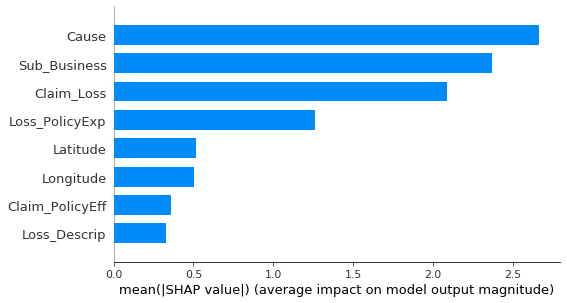 Cause
Sub_Business
Claim_Loss
Loss_PolicyExp
Latitude
Longitude
Claim_PolicyEff
Loss_Descrip
0.0 0.5 1.0 1.5 2.0 2.5
mean(|SHAP value|) (average impact on model output magnitude)